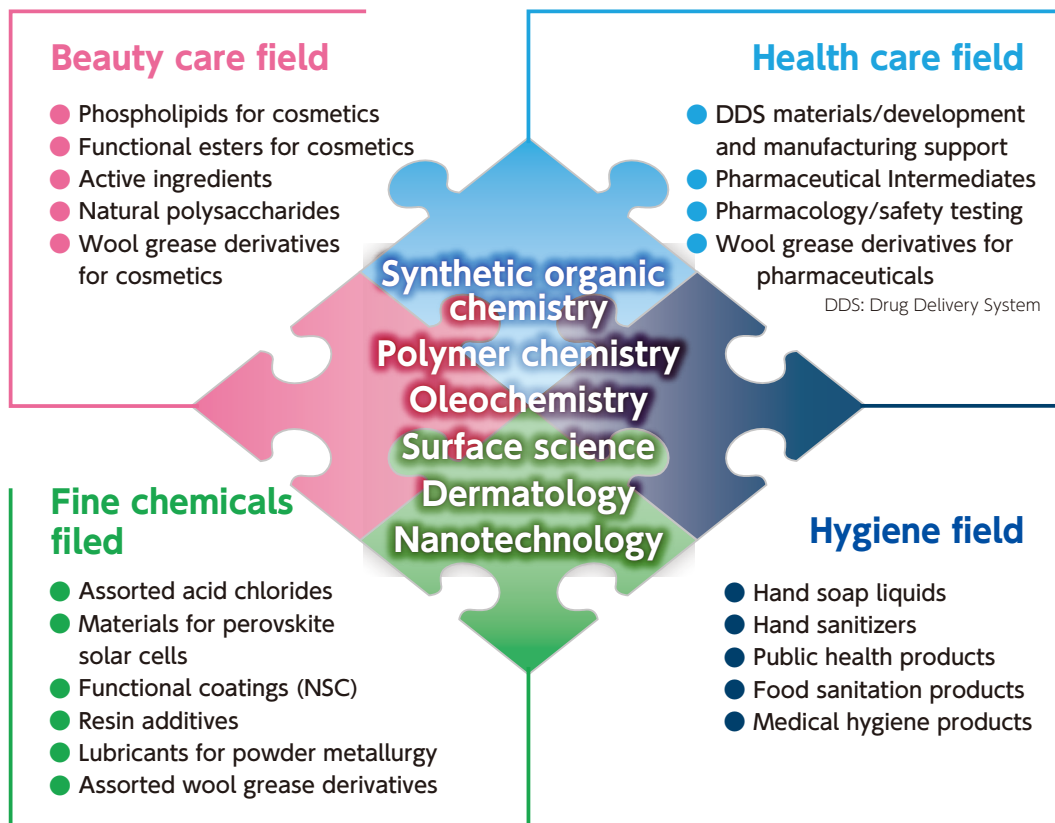 Beauty care field
● Phospholipids for cosmetics
● Functional esters for cosmetics
● Active ingredients
● Natural polysaccharides
● Wool grease derivatives
for cosmetics
Health care field
● DDS materials/development
and manufacturing support
● Pharmaceutical Intermediates
● Pharmacology/safety testing
● Wool grease derivatives for
pharmaceuticals
DDS: Drug Delivery System
Synthetic organic
chemistry
Polymer chemistry
Oleochemistry
Surface science
Dermatology
Nanotechnology
Fine chemicals
filed
● Assorted acid chlorides
● Materials for perovskite
solar cells
● Functional coatings (NSC)
● Resin additives
● Lubricants for powder metallurgy
● Assorted wool grease derivatives
Hygiene field
● Hand soap liquids
● Hand sanitizers
● Public health products
● Food sanitation products
● Medical hygiene products